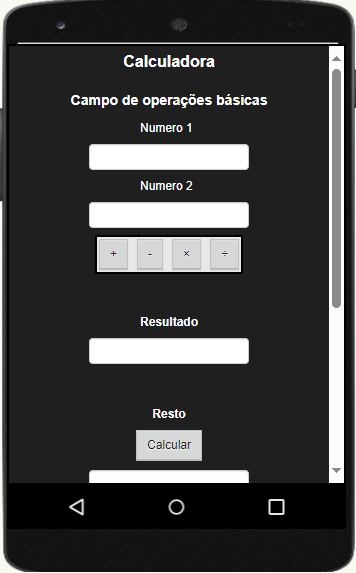 Calculadora
Campo de operações básicas
Numero 1
Numero 2
+ - × ÷
Resultado
Resto
Calcular